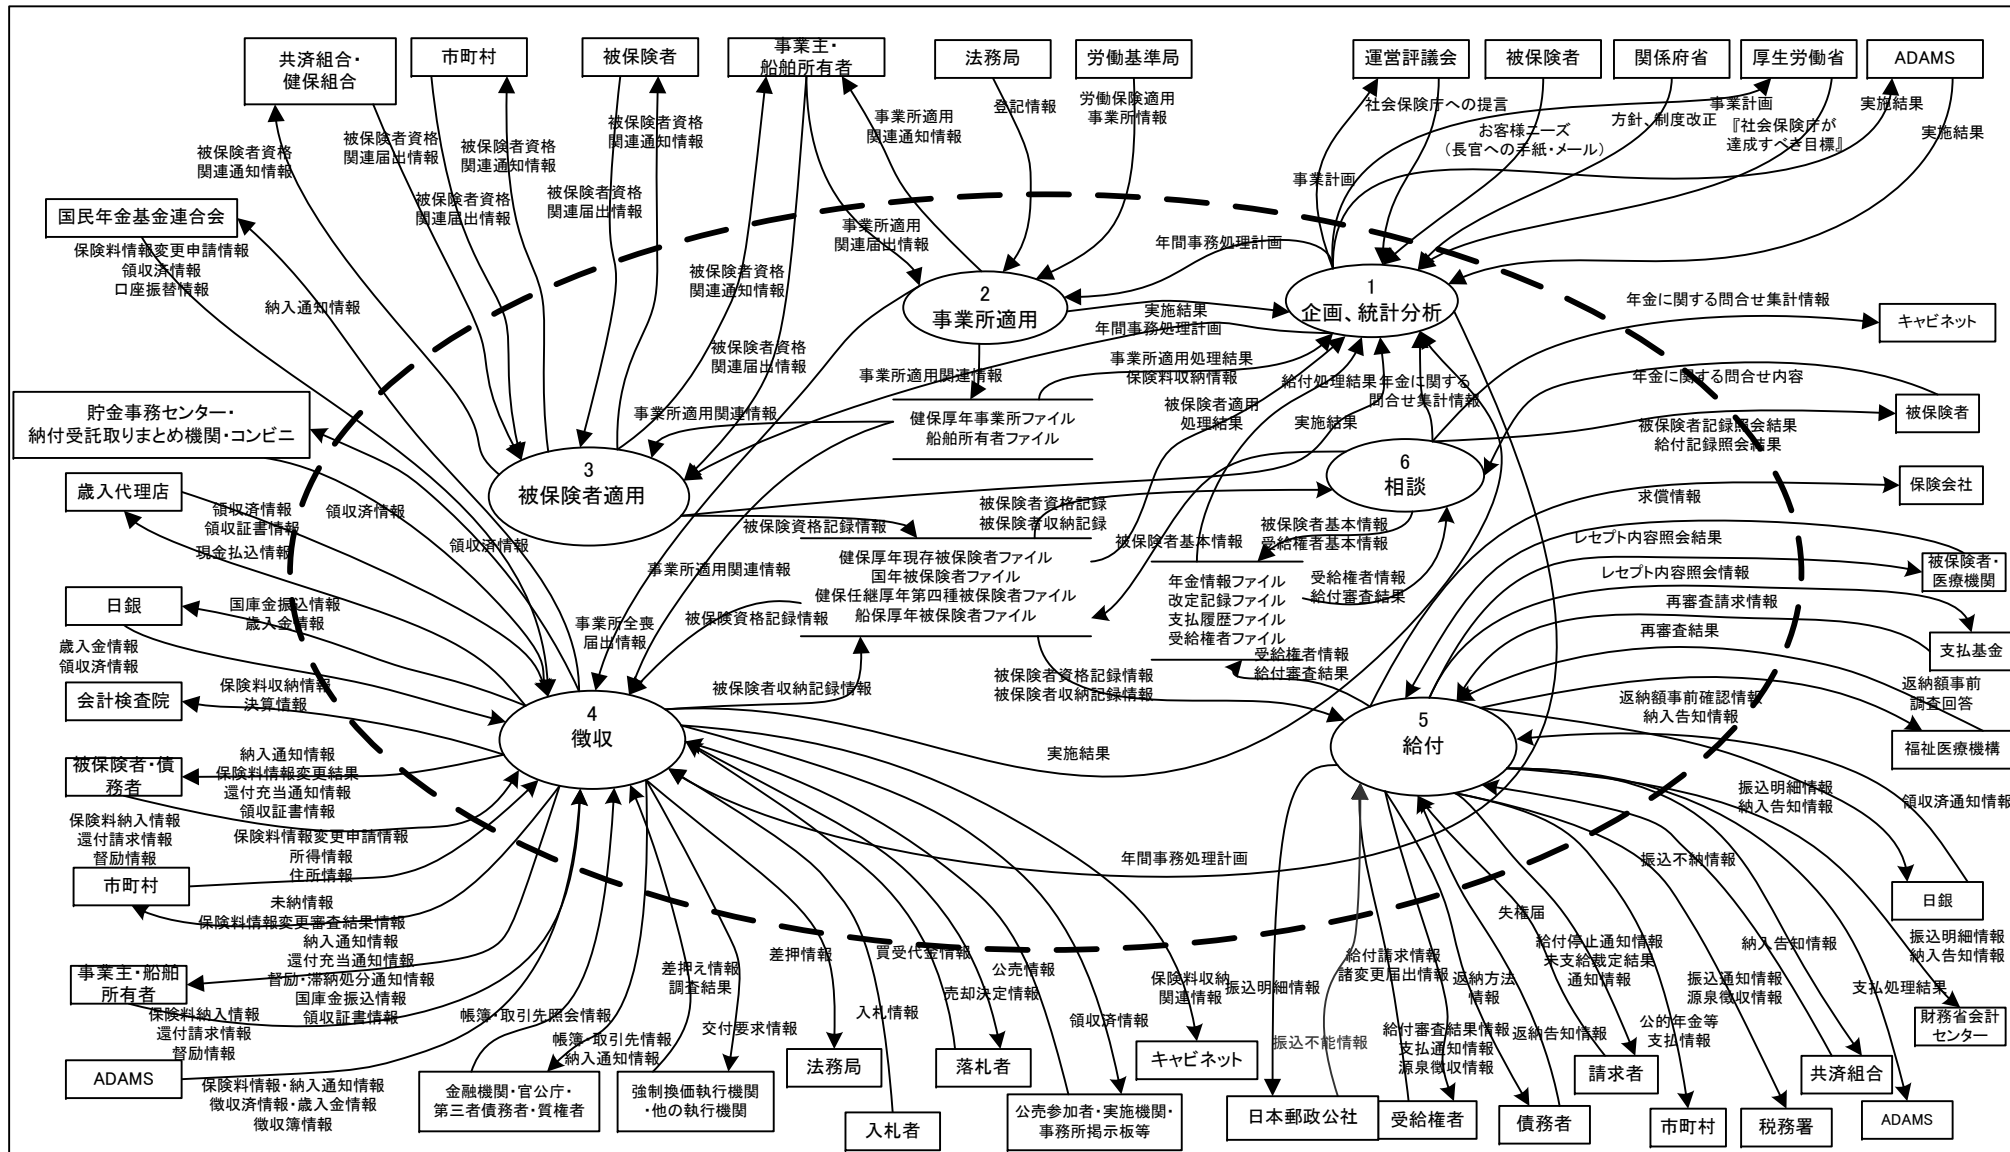 共済組合・
健保組合
市町村
被保険者
事業主・
船舶所有者
法務局
労働基準局
運営評議会
被保険者
関係府省
厚生労働省
ADAMS
被保険者資格
関連通知情報
被保険者資格
関連届出情報
被保険者資格
関連届出情報
被保険者資格
関連通知情報
被保険者資格
関連届出情報
被保険者資格
関連通知情報
被保険者資格
関連通知情報
被保険者資格
関連届出情報
事業所適用
関連届出情報
事業所適用
関連通知情報
登記情報
労働保険適用
事業所情報
社会保険庁への提言
事業計画
お客様ニーズ
（長官への手紙・メール）
方針、制度改正
事業計画
『社会保険庁が
達成すべき目標』
実施結果
実施結果
国民年金基金連合会
保険料情報変更申請情報
領収済情報
口座振替情報
納入通知情報
年間事務処理計画
2
事業所適用
1
企画、統計分析
実施結果
年間事務処理計画
年金に関する問合せ集計情報
キャビネット
事業所適用処理結果
保険料収納情報
給付処理結果
年金に関する
問合せ集計情報
年金に関する問合せ内容
被保険者
貯金事務センター・
納付受託取りまとめ機関・コンビニ
事業所適用関連情報
事業所適用関連情報
健保厚年事業所ファイル
船舶所有者ファイル
被保険者適用
処理結果
実施結果
被保険者記録照会結果
給付記録照会結果
3
被保険者適用
6
相談
歳入代理店
領収済情報
領収証書情報
領収済情報
現金払込情報
領収済情報
被保険資格記録情報
被保険者資格記録
被保険者収納記録
被保険者基本情報
被保険者基本情報
受給権者基本情報
求償情報
保険会社
レセプト内容照会結果
レセプト内容照会情報
被保険者・
医療機関
事業所適用関連情報
健保厚年現存被保険者ファイル
国年被保険者ファイル
健保任継厚年第四種被保険者ファイル
船保厚年被保険者ファイル
年金情報ファイル
改定記録ファイル
支払履歴ファイル
受給権者ファイル
受給権者情報
給付審査結果
再審査請求情報
再審査結果
支払基金
日銀
国庫金振込情報
歳入金情報
歳入金情報
領収済情報
事業所全喪
届出情報
被保険資格記録情報
受給権者情報
給付審査結果
会計検査院
保険料収納情報
決算情報
被保険者収納記録情報
被保険者資格記録情報
被保険者収納記録情報
返納額事前確認情報
納入告知情報
返納額事前
調査回答
福祉医療機構
4
徴収
5
給付
実施結果
被保険者・債
務者
納入通知情報
保険料情報変更結果
還付充当通知情報
領収証書情報
保険料納入情報
還付請求情報
督励情報
保険料情報変更申請情報
所得情報
住所情報
振込明細情報
納入告知情報
領収済通知情報
年間事務処理計画
振込不納情報
市町村
未納情報
保険料情報変更審査結果情報
日銀
失権届
事業主・船舶
所有者
納入通知情報
還付充当通知情報
督励・滞納処分通知情報
国庫金振込情報
領収証書情報
差押え情報
調査結果
差押情報
買受代金情報
公売情報
売却決定情報
保険料収納
関連情報
給付請求情報
諸変更届出情報
返納方法
情報
給付停止通知情報
未支給裁定結果
通知情報
納入告知情報
振込明細情報
納入告知情報
振込明細情報
振込通知情報
源泉徴収情報
支払処理結果
保険料納入情報
還付請求情報
督励情報
帳簿・取引先照会情報
帳簿・取引先情報
納入通知情報
交付要求情報
入札情報
領収済情報
振込不能情報
給付審査結果情報
支払通知情報
源泉徴収情報
返納告知情報
公的年金等
支払情報
財務省会計
センター
ADAMS
保険料情報・納入通知情報
徴収済情報・歳入金情報
徴収簿情報
金融機関・官公庁・
第三者債務者・質権者
強制換価執行機関
・他の執行機関
法務局
入札者
落札者
公売参加者・実施機関・
事務所掲示板等
キャビネット
日本郵政公社
受給権者
債務者
請求者
市町村
税務署
共済組合
ADAMS